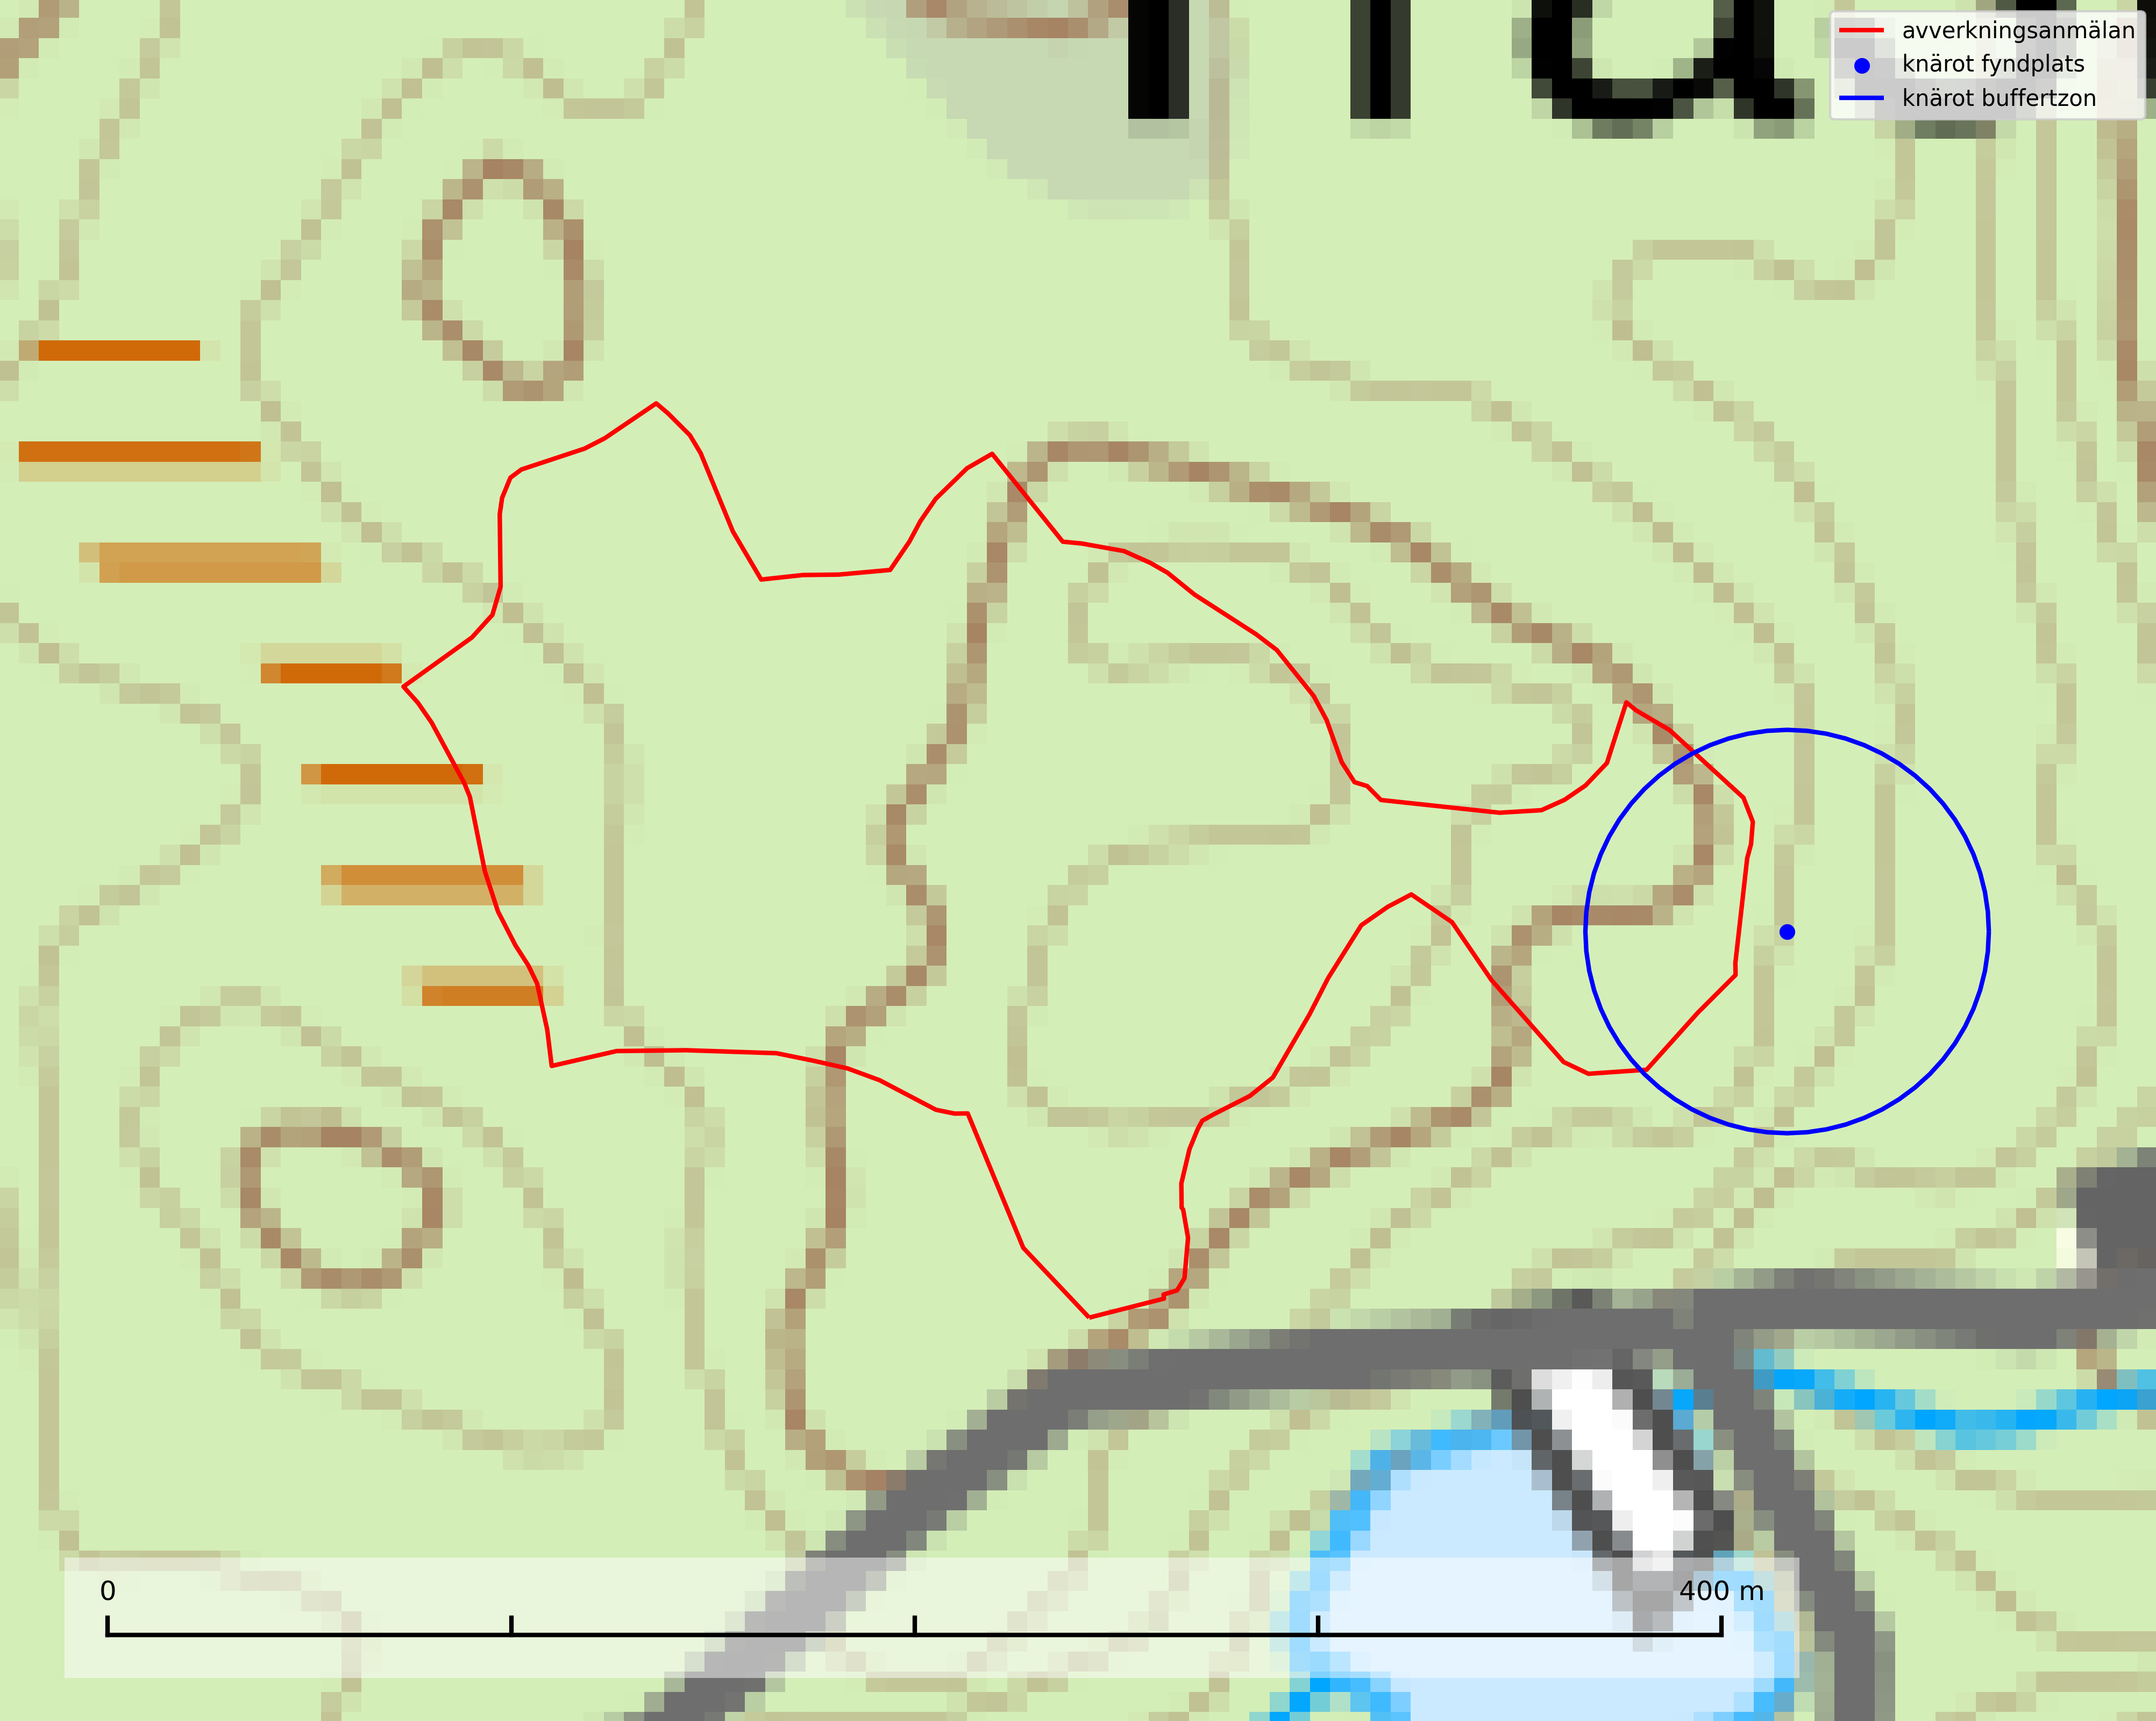 avverkningsanmälan
knärot fyndplats
knärot buffertzon
0
400 m